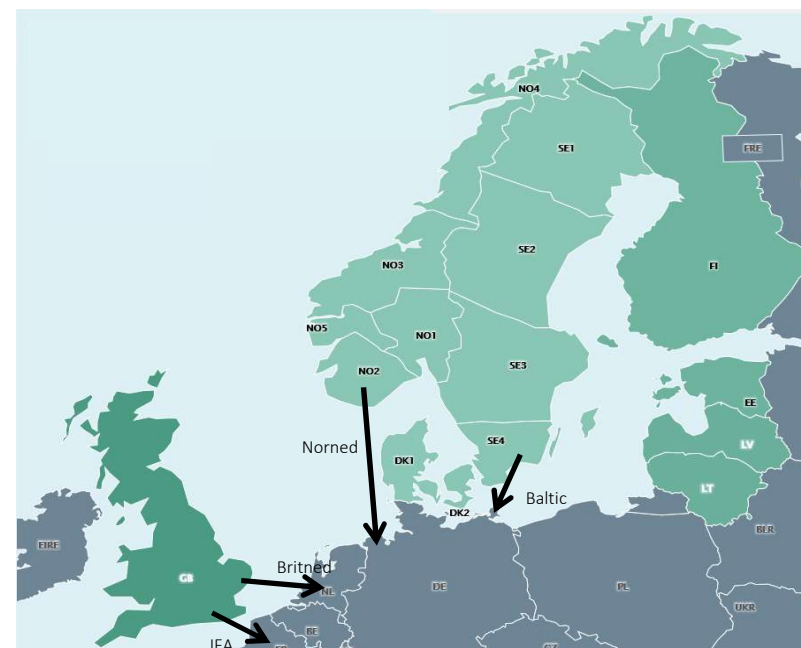 NO4
SE1
FRE
SE2
NO3
FI
NO5
NO1
NO2
SE3
EE
SE4
LV
Norned
DK1
LT
Baltic
DK2
BLR
EIRE
Britned
GB
NL
DE
PL
UKR
BE
IFA